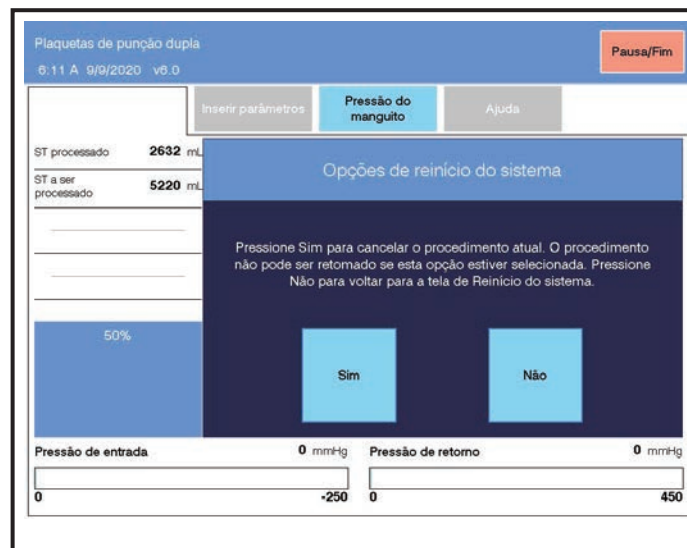 Plaquetas de punção dupla
6:11 A 9/9/2020 v6.0
Pausa/Fim
Inserir parâmetros
Pressão do
manguito
Ajuda
ST processado 2632 mL
ST a ser
processado 5220 mL
Opções de reinício do sistema
Pressione Sim para cancelar o procedimento atual. O procedimento
não pode ser retomado se esta opção estiver selecionada. Pressione
Não para voltar para a tela de Reinício do sistema.
50%
Sim
Não
Pressão de entrada 0 mmHg
Pressão de retorno 0 mmHg
0 -250
0 450